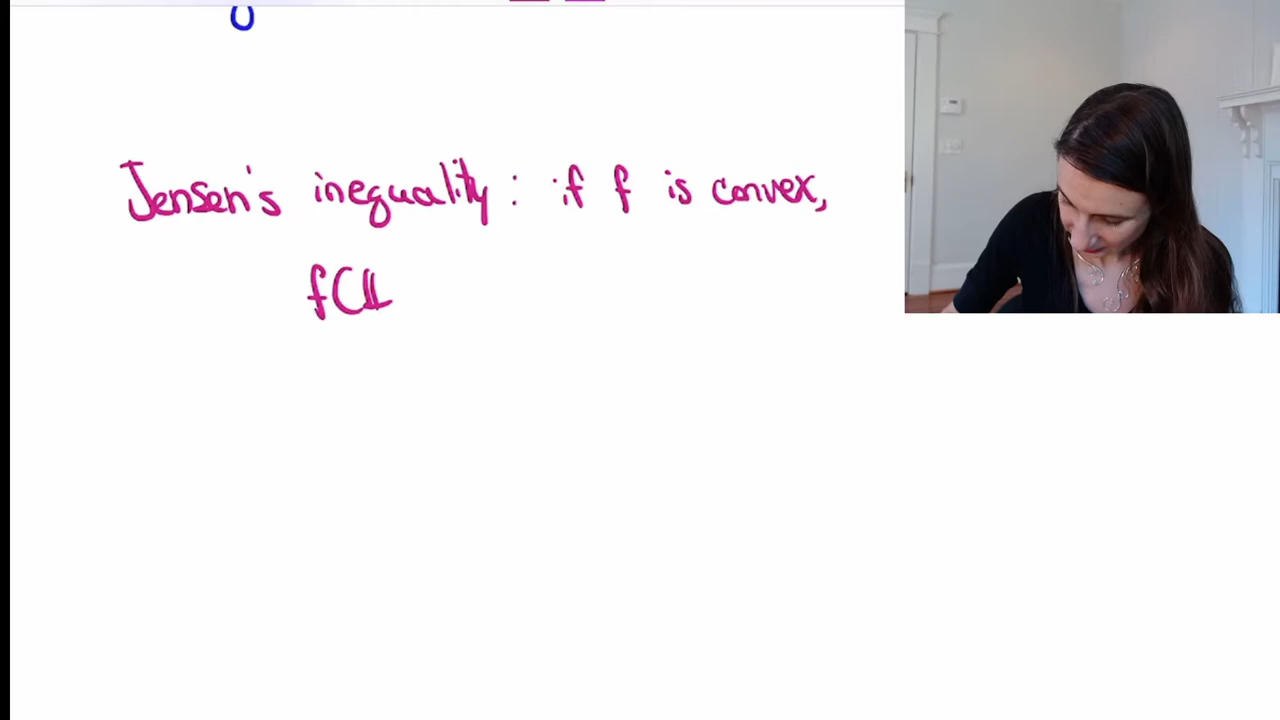 Jensen's inequality: if f is convex,
f(